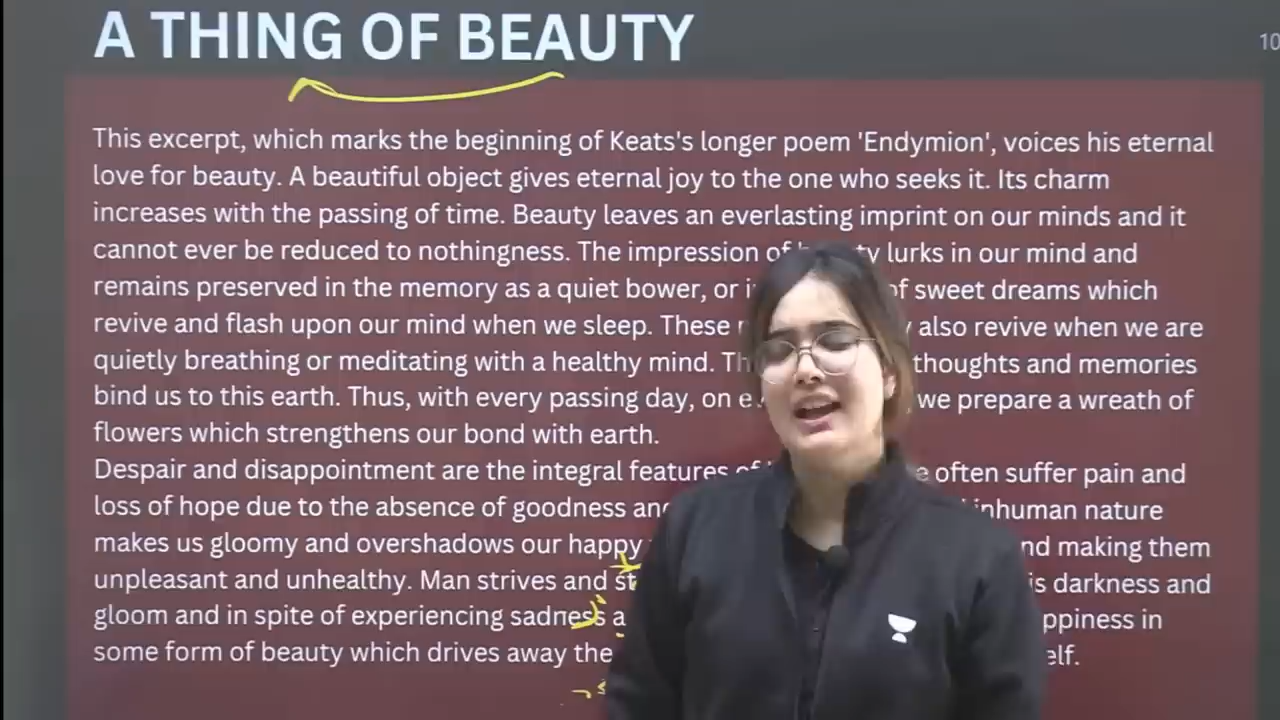 A THING OF BEAUTY
10
This excerpt, which marks the beginning of Keats's longer poem 'Endymion', voices his eternal
love for beauty. A beautiful object gives eternal joy to the one who seeks it. Its charm
increases with the passing of time. Beauty leaves an everlasting imprint on our minds and it
cannot ever be reduced to nothingness. The impression of lurks in our mind and
remains preserved in the memory as a quiet bower, or of sweet dreams which
revive and flash upon our mind when we sleep. These also revive when we are
quietly breathing or meditating with a healthy mind. thoughts and memories
bind us to this earth. Thus, with every passing day, on we prepare a wreath of
flowers which strengthens our bond with earth.
Despair and disappointment are the integral features of often suffer pain and
loss of hope due to the absence of goodness inhuman nature
makes us gloomy and overshadows our happy making them
unpleasant and unhealthy. Man strives and darkness and
gloom and in spite of experiencing sadness in
some form of beauty which drives away the